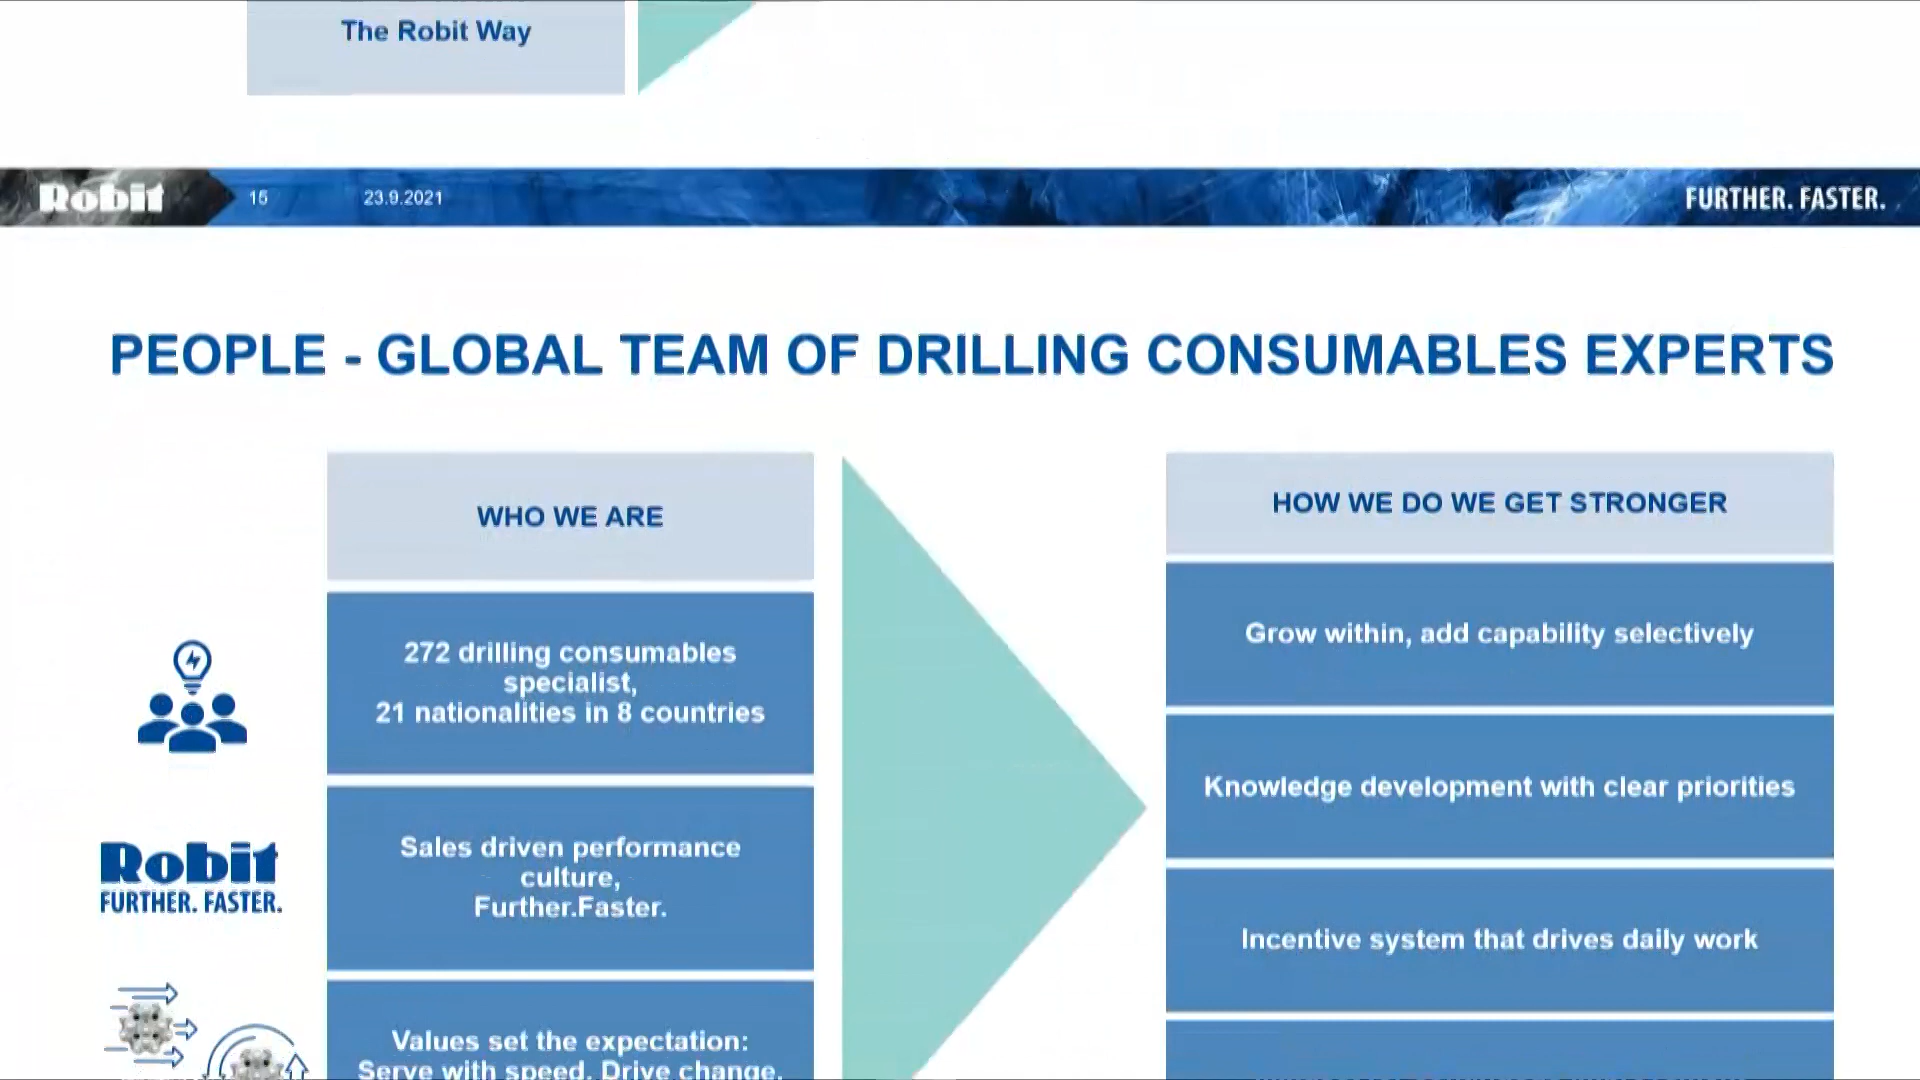 The Robit Way
Robit
15
23.9.2021
FURTHER. FASTER.
PEOPLE - GLOBAL TEAM OF DRILLING CONSUMABLES EXPERTS
WHO WE ARE
272 drilling consumables
specialist,
21 nationalities in 8 countries
Robit
FURTHER. FASTER.
Sales driven performance
culture,
Further.Faster.
Values set the expectation:
Serve with speed. Drive change.
HOW WE DO WE GET STRONGER
Grow within, add capability selectively
Knowledge development with clear priorities
Incentive system that drives daily work